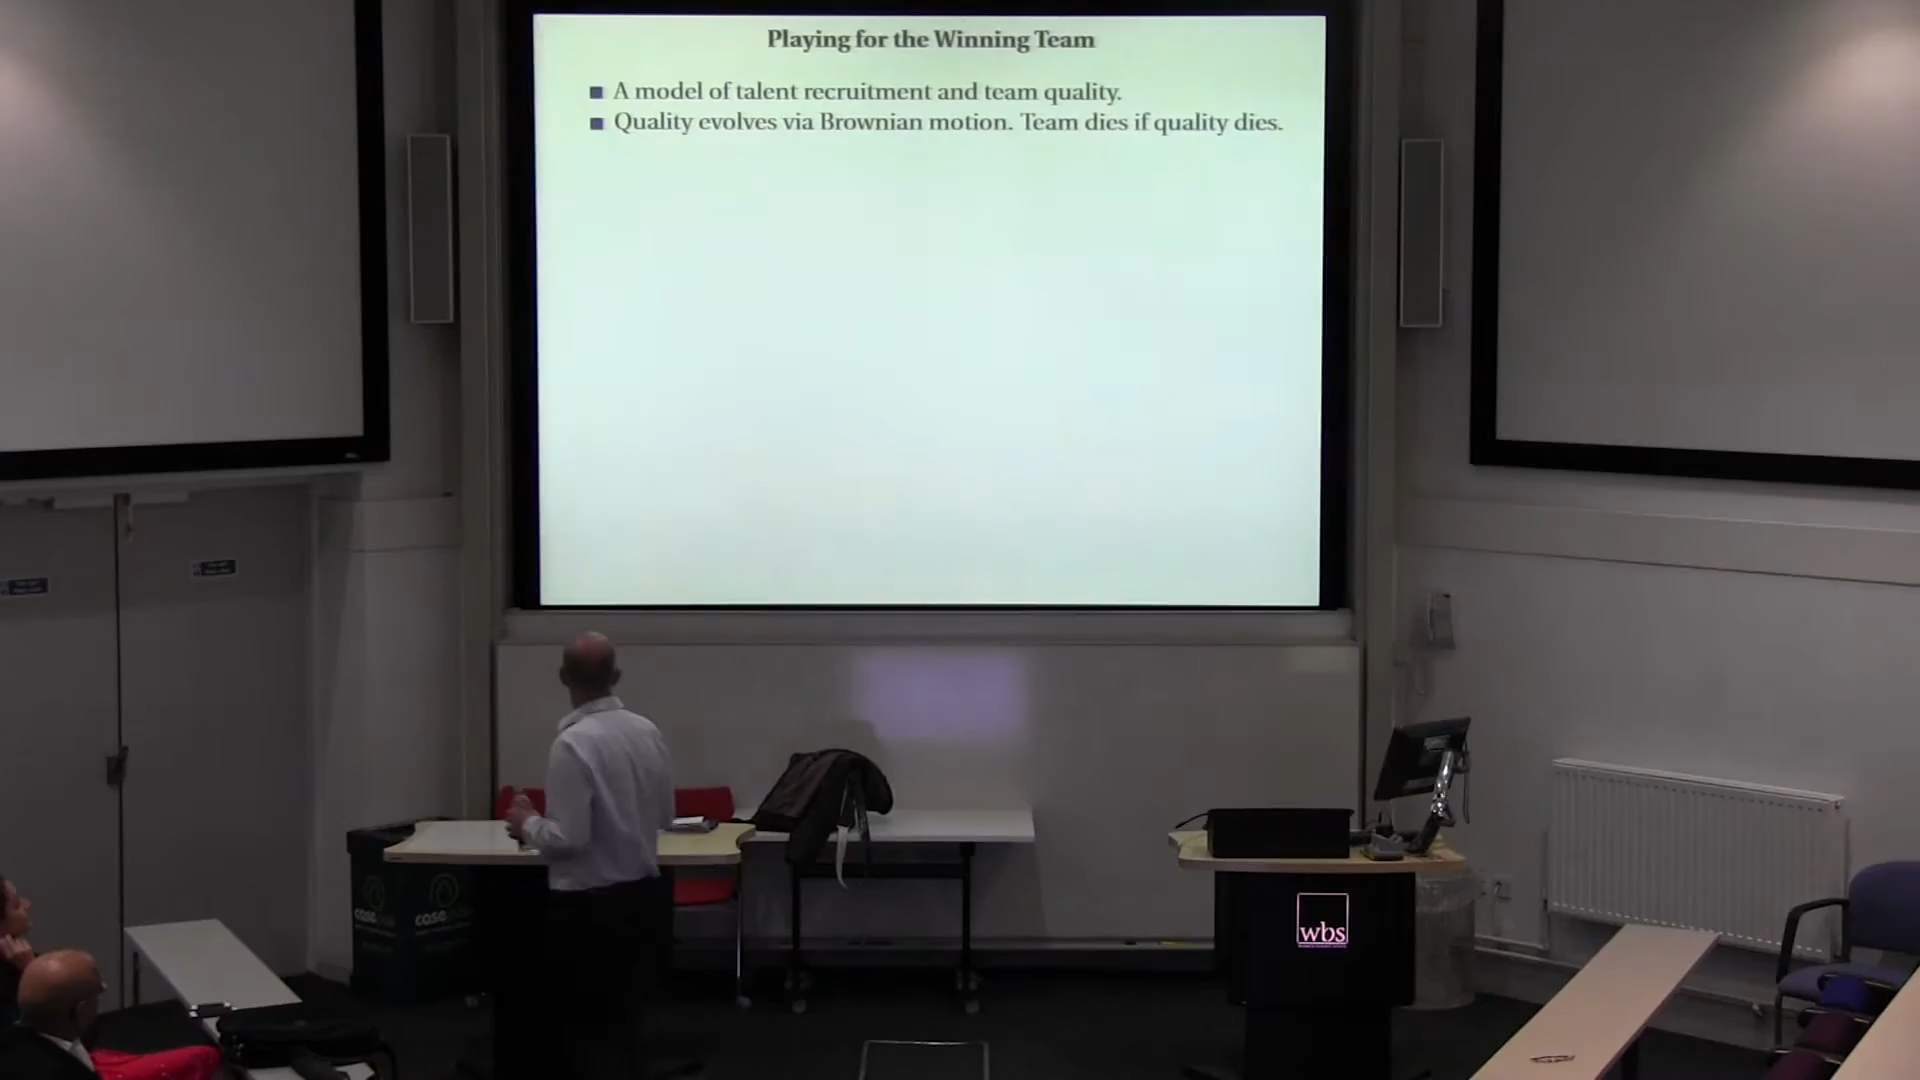 Playing for the Winning Team
A model of talent recruitment and team quality.
Quality evolves via Brownian motion. Team dies if quality dies.
wbs